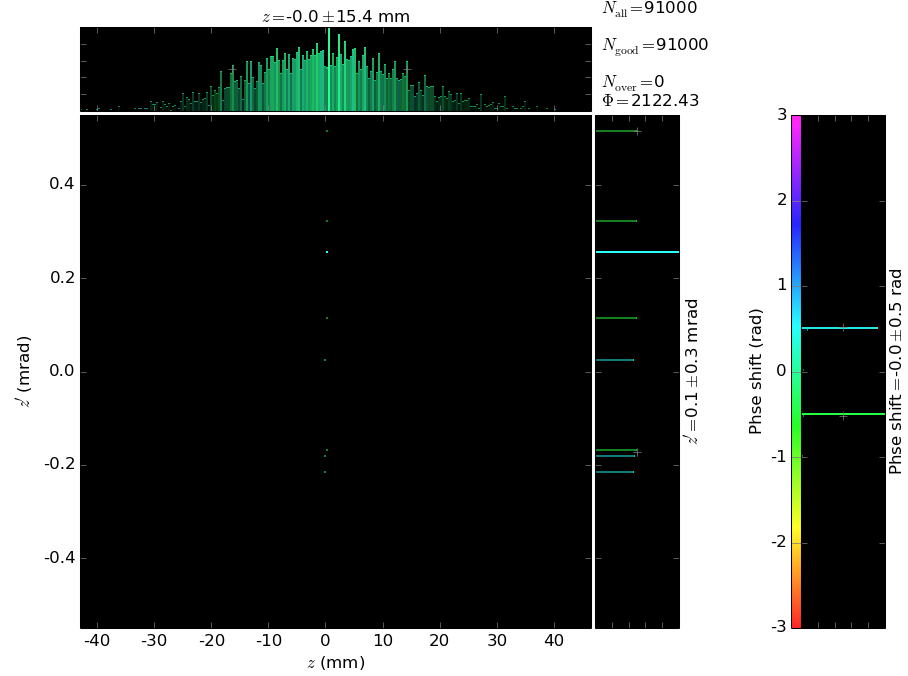 z=-0.0±15.4 mm
N_all=91000
N_good=91000
N_over=0
Φ=2122.43
0.4
0.2
0.0
-0.2
-0.4
z′ (mrad)
-40 -30 -20 -10 0 10 20 30 40
z (mm)
z′=0.1±0.3 mrad
3
2
1
0
-1
-2
-3
Phse shift (rad)
Phse shift=-0.0±0.5 rad